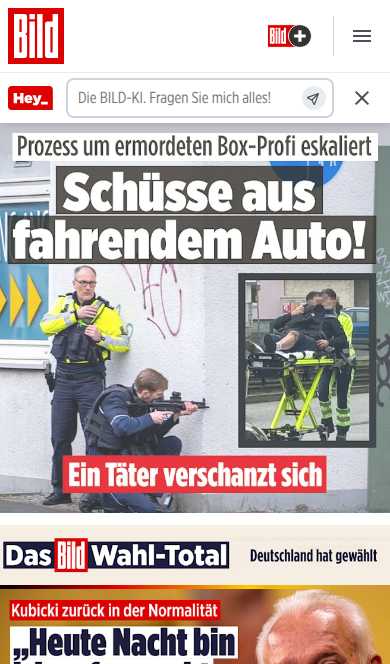 Bild
Bild
Hey_
Die BILD-KI. Fragen Sie mich alles!
Prozess um ermordeten Box-Profi eskaliert
Schüsse aus
fahrendem Auto!
Ein Täter verschanzt sich
Das Bild Wahl-Total
Deutschland hat gewählt
Kubicki zurück in der Normalität
„Heute Nacht bin